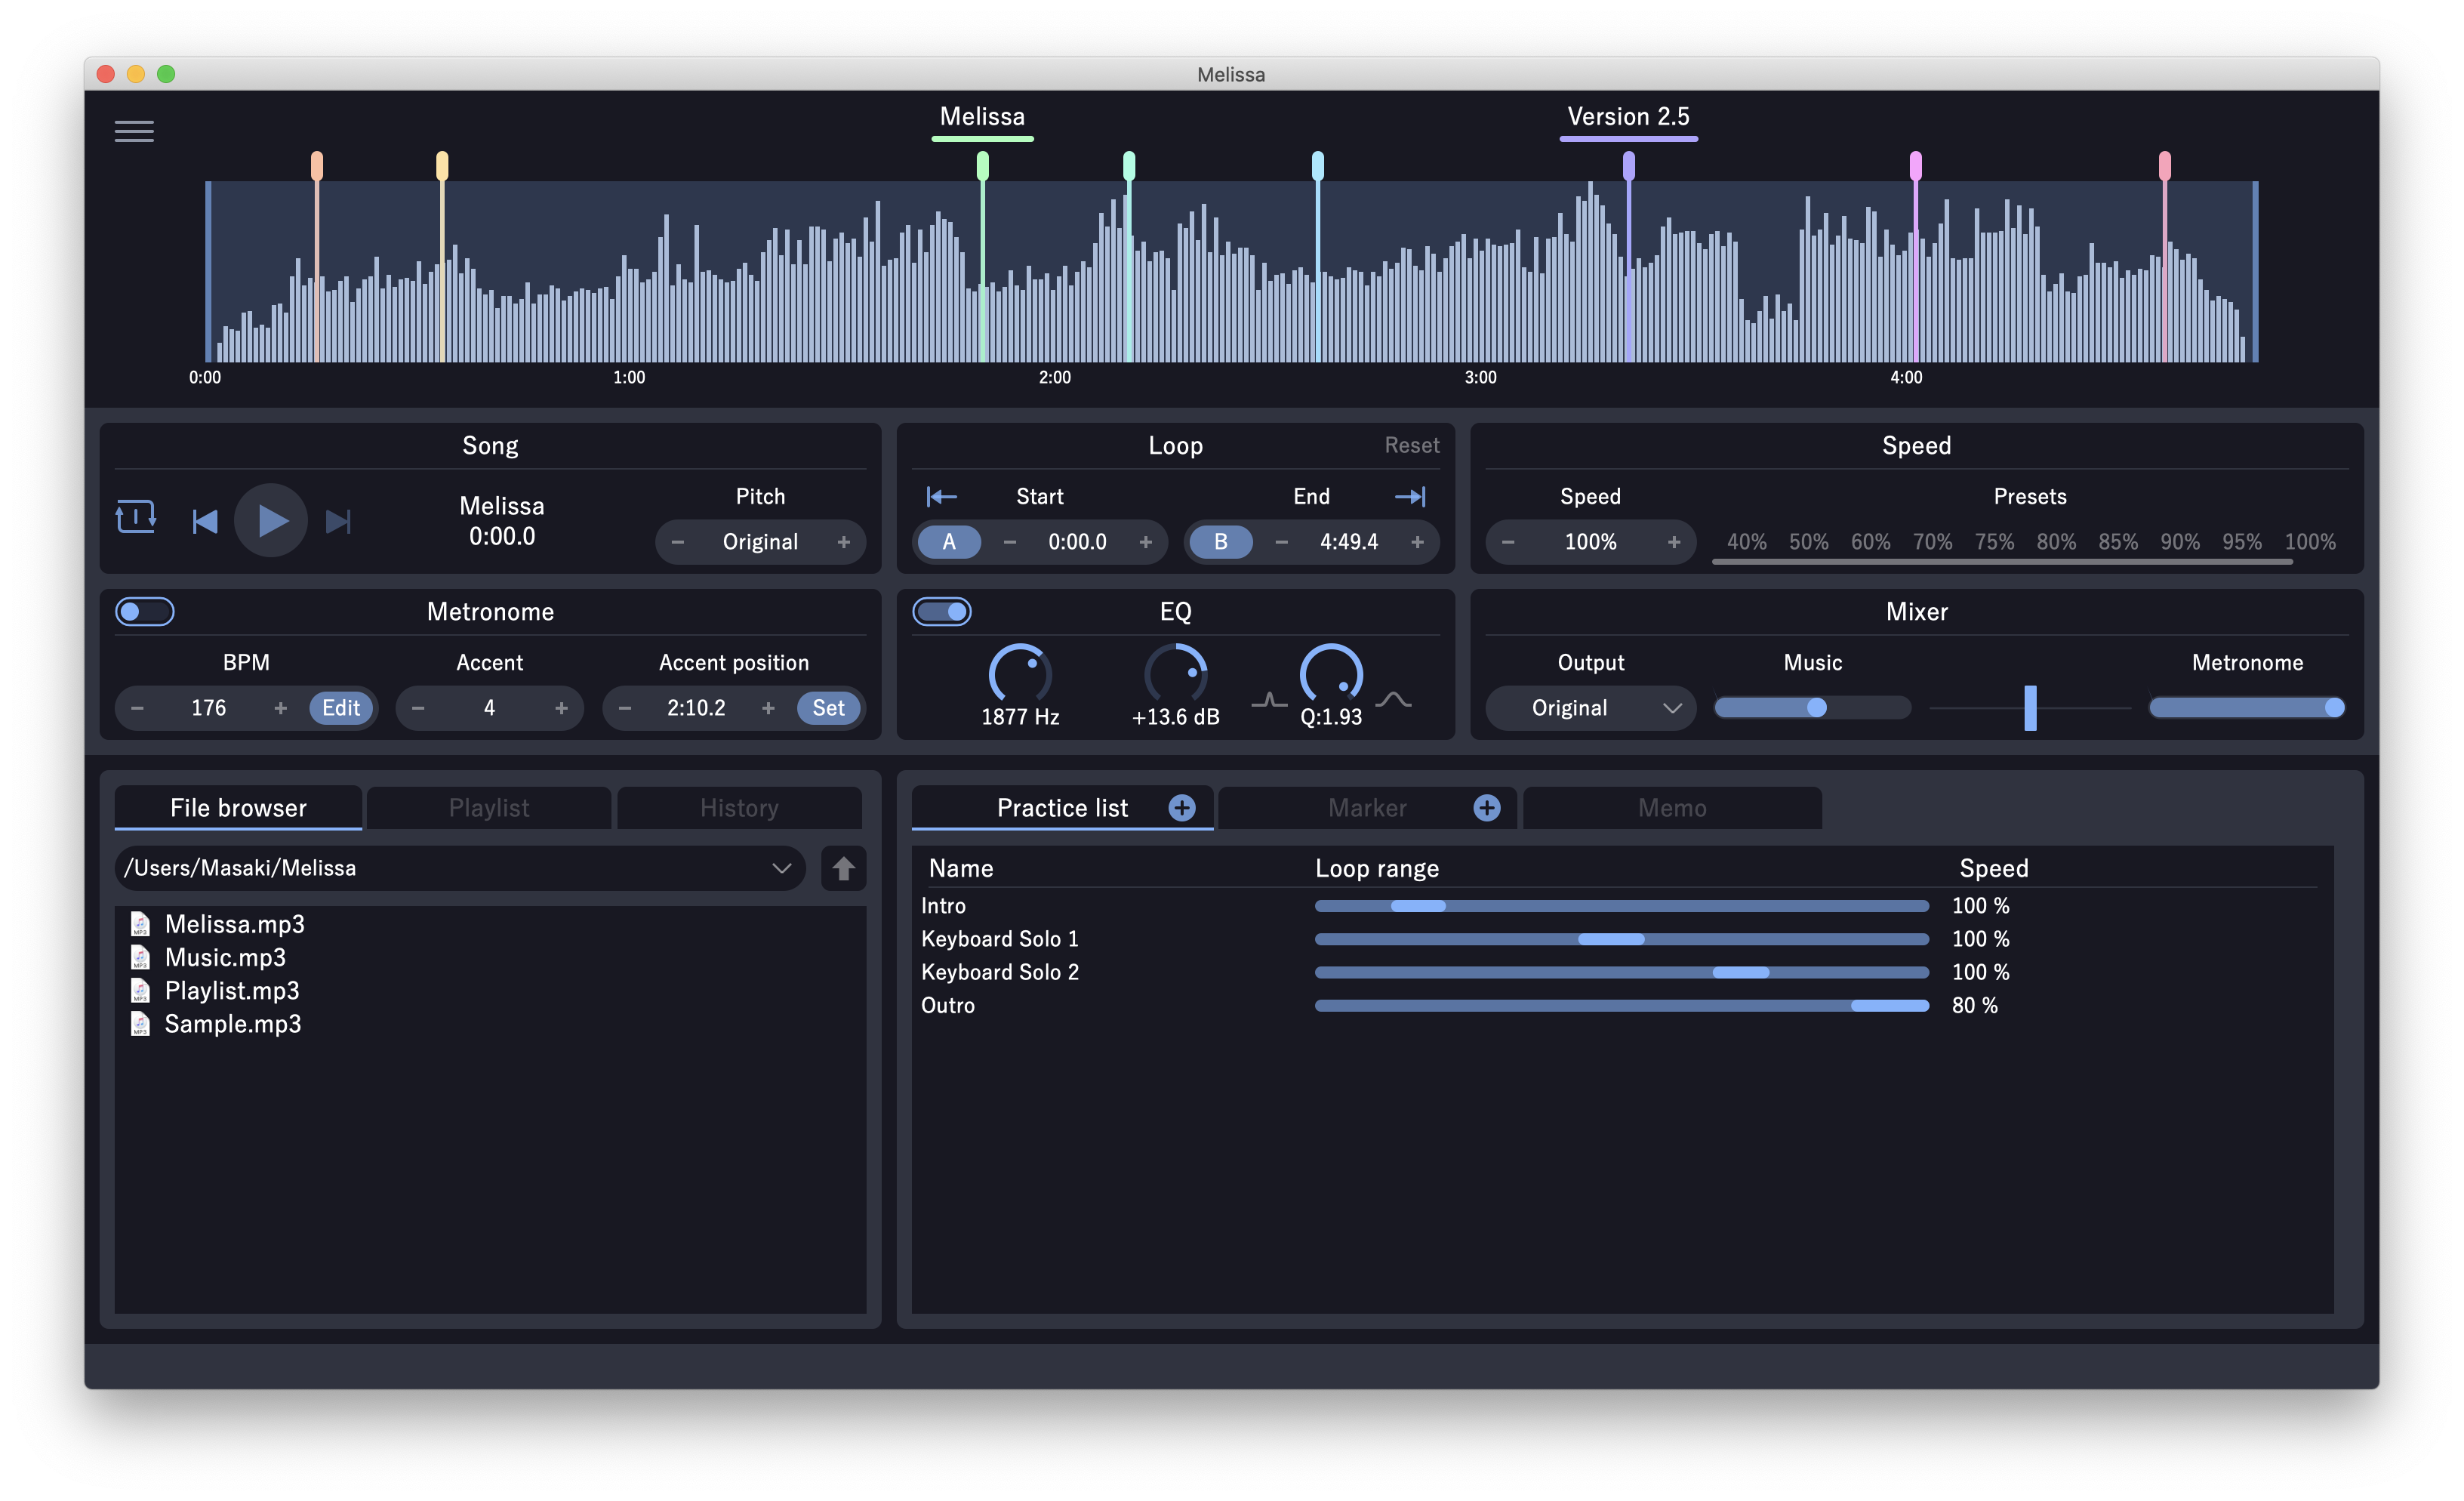 Melissa
Melissa Version 2.5
0:00 1:00 2:00 3:00 4:00
Song
Melissa
0:00.0
Pitch
− Original +
Loop Reset
Start End
A − 0:00.0 + B − 4:49.4 +
Speed
Speed Presets
− 100% + 40% 50% 60% 70% 75% 80% 85% 90% 95% 100%
Metronome
BPM Accent Accent position
− 176 + Edit − 4 + − 2:10.2 + Set
EQ
1877 Hz +13.6 dB Q:1.93
Mixer
Output Music Metronome
Original
File browser Playlist History
/Users/Masaki/Melissa
MP3 Melissa.mp3
MP3 Music.mp3
MP3 Playlist.mp3
MP3 Sample.mp3
Practice list + Marker + Memo
Name Loop range Speed
Intro 100 %
Keyboard Solo 1 100 %
Keyboard Solo 2 100 %
Outro 80 %